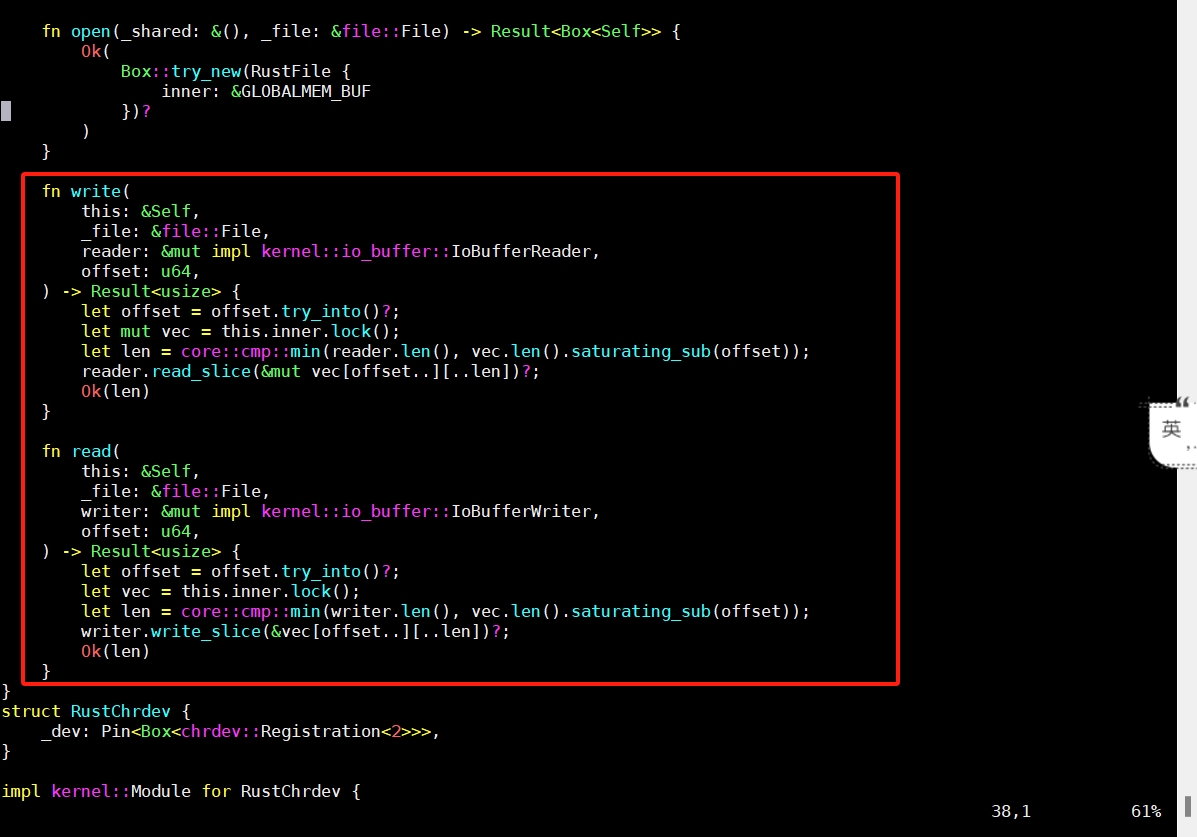 fn open(_shared: &(), _file: &file::File) -> Result<Box<Self>> {
        Ok(
            Box::try_new(RustFile {
                inner: &GLOBALMEM_BUF
            })?
        )
    }

    fn write(
        this: &Self,
        _file: &file::File,
        reader: &mut impl kernel::io_buffer::IoBufferReader,
        offset: u64,
    ) -> Result<usize> {
        let offset = offset.try_into()?;
        let mut vec = this.inner.lock();
        let len = core::cmp::min(reader.len(), vec.len().saturating_sub(offset));
        reader.read_slice(&mut vec[offset..][..len])?;
        Ok(len)
    }

    fn read(
        this: &Self,
        _file: &file::File,
        writer: &mut impl kernel::io_buffer::IoBufferWriter,
        offset: u64,
    ) -> Result<usize> {
        let offset = offset.try_into()?;
        let vec = this.inner.lock();
        let len = core::cmp::min(writer.len(), vec.len().saturating_sub(offset));
        writer.write_slice(&vec[offset..][..len])?;
        Ok(len)
    }
}
struct RustChrdev {
    _dev: Pin<Box<chrdev::Registration<2>>>,
}

impl kernel::Module for RustChrdev {
38,1 61%
英